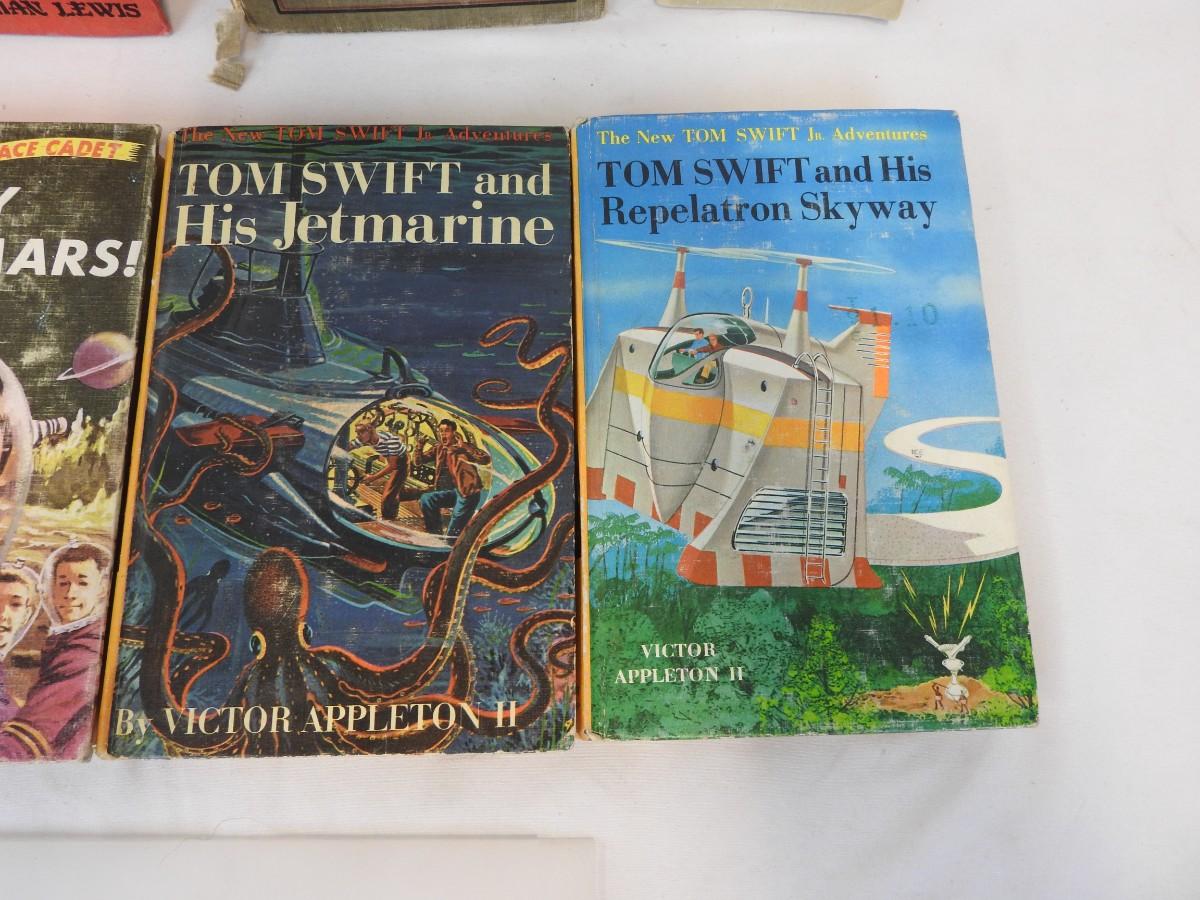 MAN LEWIS
ACE CADET
ARS!
The New TOM SWIFT Jr. Adventures
TOM SWIFT and
His Jetmarine
By VICTOR APPLETON II
The New TOM SWIFT Jr. Adventures
TOM SWIFT and His
Repelatron Skyway
VICTOR
APPLETON II